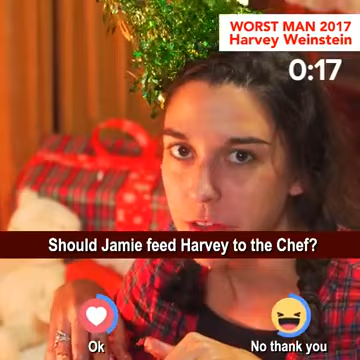 WORST MAN 2017
Harvey Weinstein
0:17
Should Jamie feed Harvey to the Chef?
Ok
No thank you